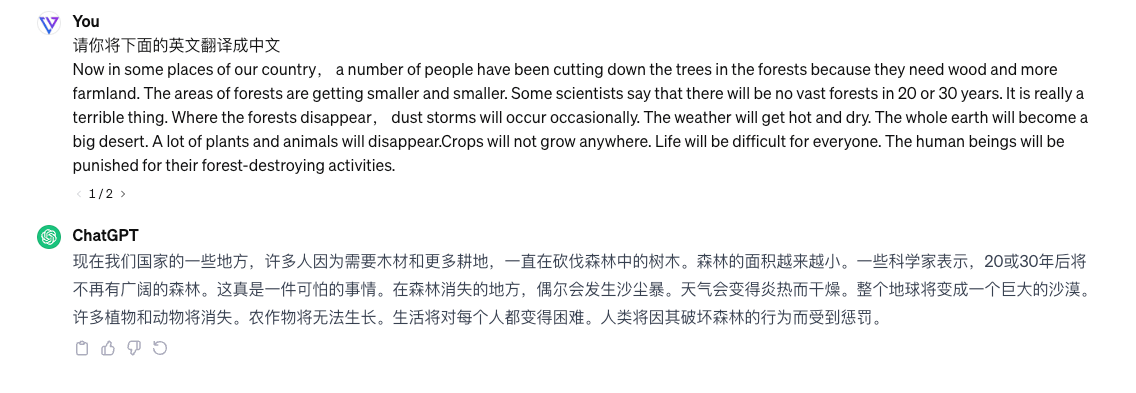 You
请你将下面的英文翻译成中文
Now in some places of our country， a number of people have been cutting down the trees in the forests because they need wood and more
farmland. The areas of forests are getting smaller and smaller. Some scientists say that there will be no vast forests in 20 or 30 years. It is really a
terrible thing. Where the forests disappear， dust storms will occur occasionally. The weather will get hot and dry. The whole earth will become a
big desert. A lot of plants and animals will disappear.Crops will not grow anywhere. Life will be difficult for everyone. The human beings will be
punished for their forest-destroying activities.
< 1 / 2 >
ChatGPT
现在我们国家的一些地方，许多人因为需要木材和更多耕地，一直在砍伐森林中的树木。森林的面积越来越小。一些科学家表示，20或30年后将
不再有广阔的森林。这真是一件可怕的事情。在森林消失的地方，偶尔会发生沙尘暴。天气会变得炎热而干燥。整个地球将变成一个巨大的沙漠。
许多植物和动物将消失。农作物将无法生长。生活将对每个人都变得困难。人类将因其破坏森林的行为而受到惩罚。